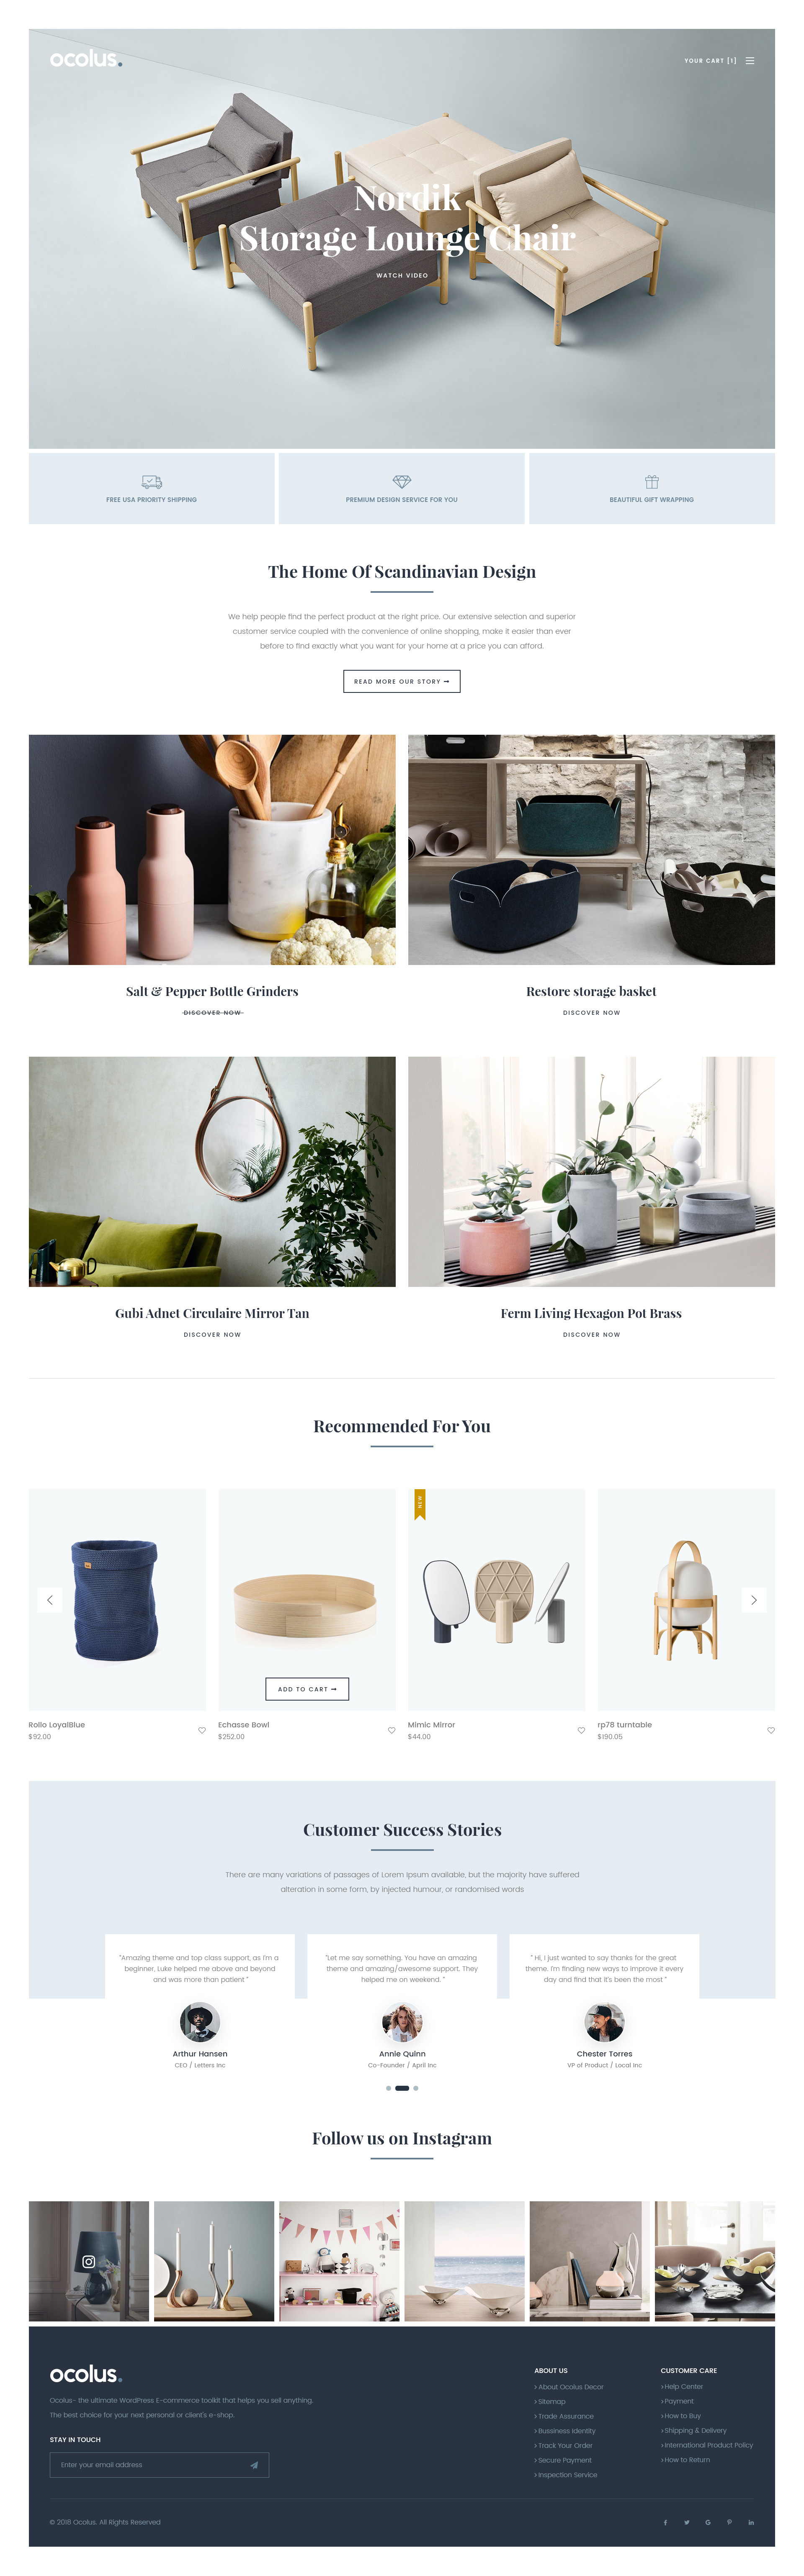 ocolus.
YOUR CART [1]
Nordik
Storage Lounge Chair
WATCH VIDEO
FREE USA PRIORITY SHIPPING
PREMIUM DESIGN SERVICE FOR YOU
BEAUTIFUL GIFT WRAPPING
The Home Of Scandinavian Design
We help people find the perfect product at the right price. Our extensive selection and superior
customer service coupled with the convenience of online shopping, make it easier than ever
before to find exactly what you want for your home at a price you can afford.
READ MORE OUR STORY
Salt & Pepper Bottle Grinders
DISCOVER NOW
Restore storage basket
DISCOVER NOW
Gubi Adnet Circulaire Mirror Tan
DISCOVER NOW
Ferm Living Hexagon Pot Brass
DISCOVER NOW
Recommended For You
NEW
ADD TO CART
Rollo LoyalBlue
$92.00
Echasse Bowl
$252.00
Mimic Mirror
$44.00
rp78 turntable
$190.05
Customer Success Stories
There are many variations of passages of Lorem Ipsum available, but the majority have suffered
alteration in some form, by injected humour, or randomised words
"Amazing theme and top class support, as I'm a
beginner, Luke helped me above and beyond
and was more than patient "
Arthur Hansen
CEO / Letters Inc
"Let me say something. You have an amazing
theme and amazing/awesome support. They
helped me on weekend. "
Annie Quinn
Co-Founder / April Inc
" Hi, I just wanted to say thanks for the great
theme. I'm finding new ways to improve it every
day and find that it's been the most "
Chester Torres
VP of Product / Local Inc
Follow us on Instagram
ocolus.
Ocolus- the ultimate WordPress E-commerce toolkit that helps you sell anything.
The best choice for your next personal or client's e-shop.
STAY IN TOUCH
Enter your email address
ABOUT US
About Ocolus Decor
Sitemap
Trade Assurance
Bussiness Identity
Track Your Order
Secure Payment
Inspection Service
CUSTOMER CARE
Help Center
Payment
How to Buy
Shipping & Delivery
International Product Policy
How to Return
© 2018 Ocolus. All Rights Reserved